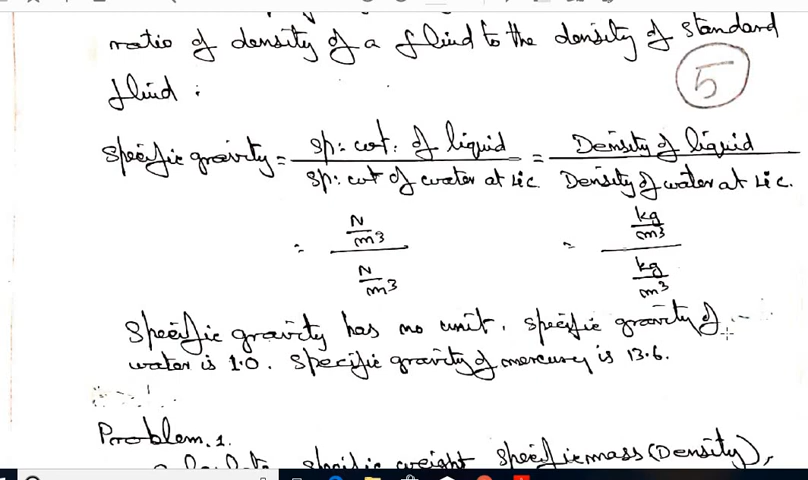 ratio of density of a fluid to the density of standard
fluid :
5
Specific gravity = sp: wt: of liquid / sp: wt of water at 4°c. = Density of liquid / Density of water at 4°c.
= N/m³ / N/m³ = kg/m³ / kg/m³
Specific gravity has no unit. Specific gravity of
water is 1.0. Specific gravity of mercury is 13.6.
Problem. 1.
specific weight specific mass (Density),